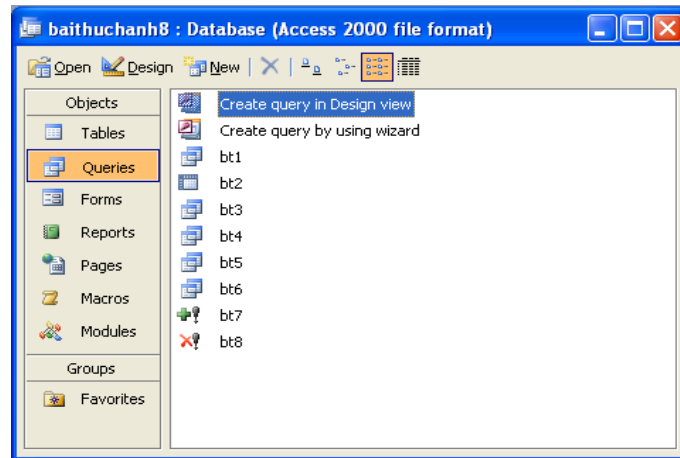 baithuchanh8 : Database (Access 2000 file format)
Open Design New
Objects
Tables
Queries
Forms
Reports
Pages
Macros
Modules
Groups
Favorites
Create query in Design view
Create query by using wizard
bt1
bt2
bt3
bt4
bt5
bt6
bt7
bt8